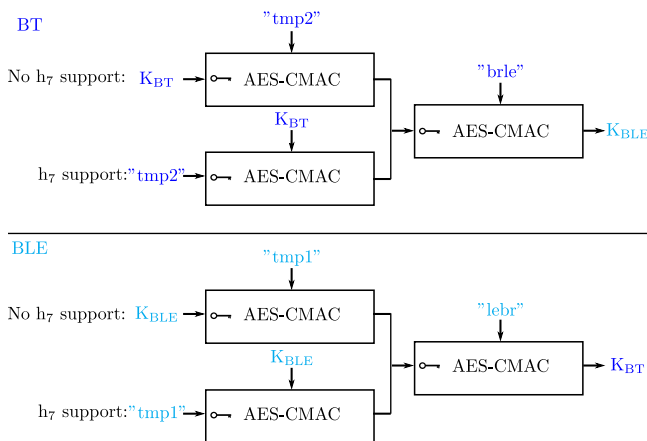 BT
"tmp2"
No h7 support: KBT AES-CMAC
"brle"
KBT
AES-CMAC KBLE
h7 support:"tmp2" AES-CMAC
BLE
"tmp1"
No h7 support: KBLE AES-CMAC
"lebr"
KBLE
AES-CMAC KBT
h7 support:"tmp1" AES-CMAC